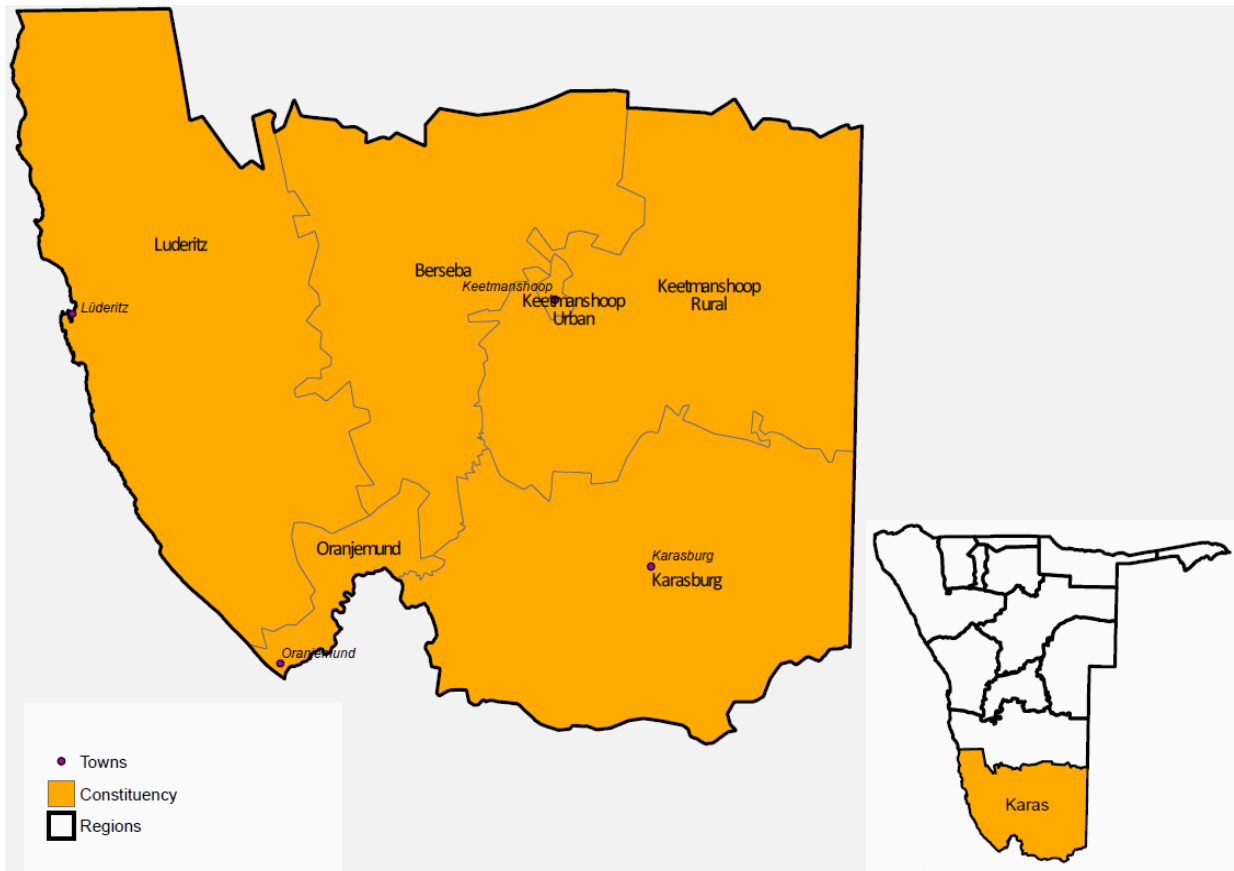 Luderitz
Lüderitz
Berseba
Keetmanshoop
Keetmanshoop
Urban
Keetmanshoop
Rural
Oranjemund
Oranjemund
Karasburg
Karasburg
Towns
Constituency
Regions
Karas